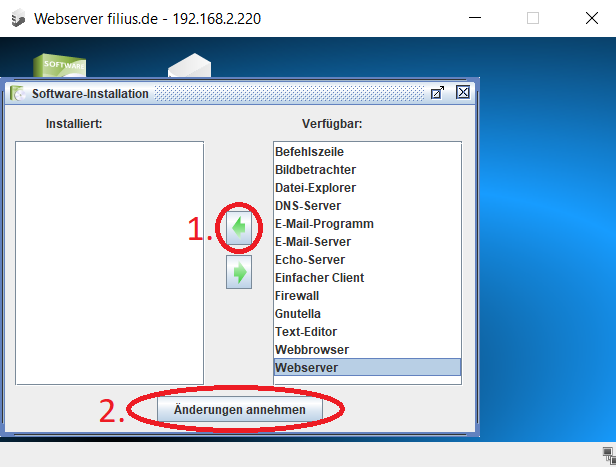 Webserver filius.de - 192.168.2.220
SOFTWARE
Software-Installation
Installiert:
Verfügbar:
Befehlszeile
Bildbetrachter
Datei-Explorer
DNS-Server
E-Mail-Programm
E-Mail-Server
Echo-Server
Einfacher Client
Firewall
Gnutella
Text-Editor
Webbrowser
Webserver
1.
2.
Änderungen annehmen